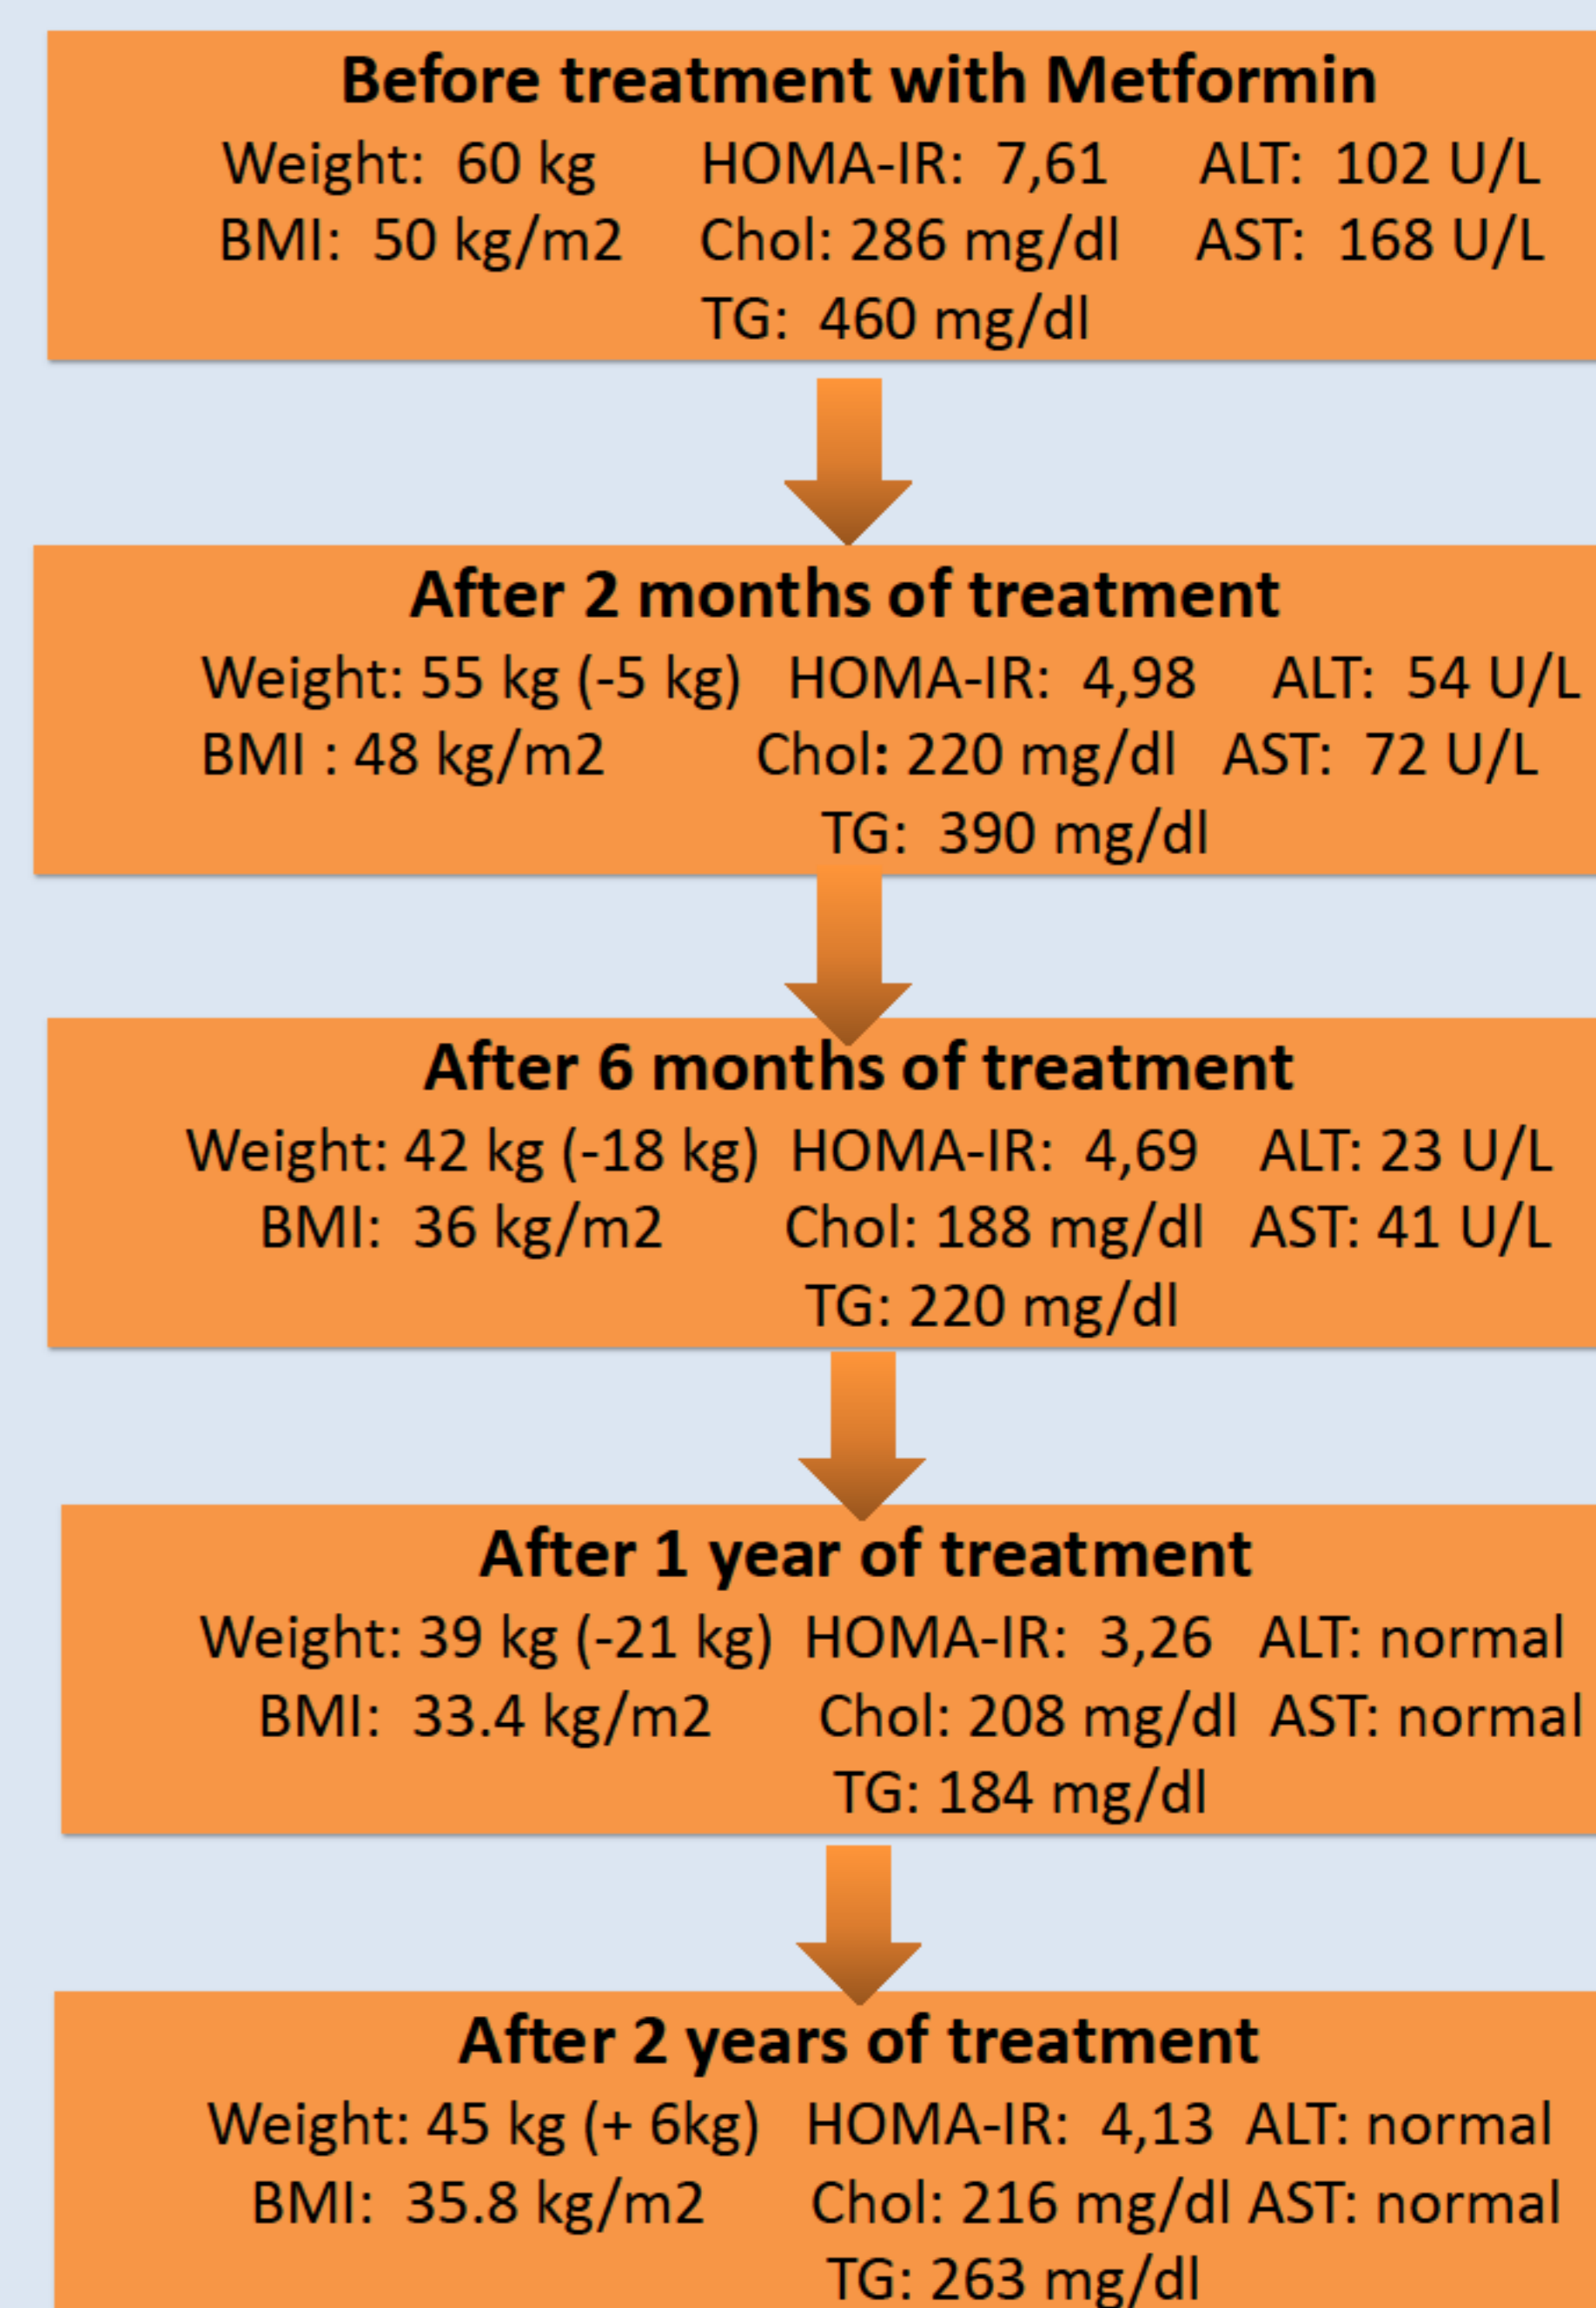 Before treatment with Metformin
Weight: 60 kg HOMA-IR: 7,61 ALT: 102 U/L
BMI: 50 kg/m2 Chol: 286 mg/dl AST: 168 U/L
TG: 460 mg/dl
After 2 months of treatment
Weight: 55 kg (-5 kg) HOMA-IR: 4,98 ALT: 54 U/L
BMI : 48 kg/m2 Chol: 220 mg/dl AST: 72 U/L
TG: 390 mg/dl
After 6 months of treatment
Weight: 42 kg (-18 kg) HOMA-IR: 4,69 ALT: 23 U/L
BMI: 36 kg/m2 Chol: 188 mg/dl AST: 41 U/L
TG: 220 mg/dl
After 1 year of treatment
Weight: 39 kg (-21 kg) HOMA-IR: 3,26 ALT: normal
BMI: 33.4 kg/m2 Chol: 208 mg/dl AST: normal
TG: 184 mg/dl
After 2 years of treatment
Weight: 45 kg (+ 6kg) HOMA-IR: 4,13 ALT: normal
BMI: 35.8 kg/m2 Chol: 216 mg/dl AST: normal
TG: 263 mg/dl